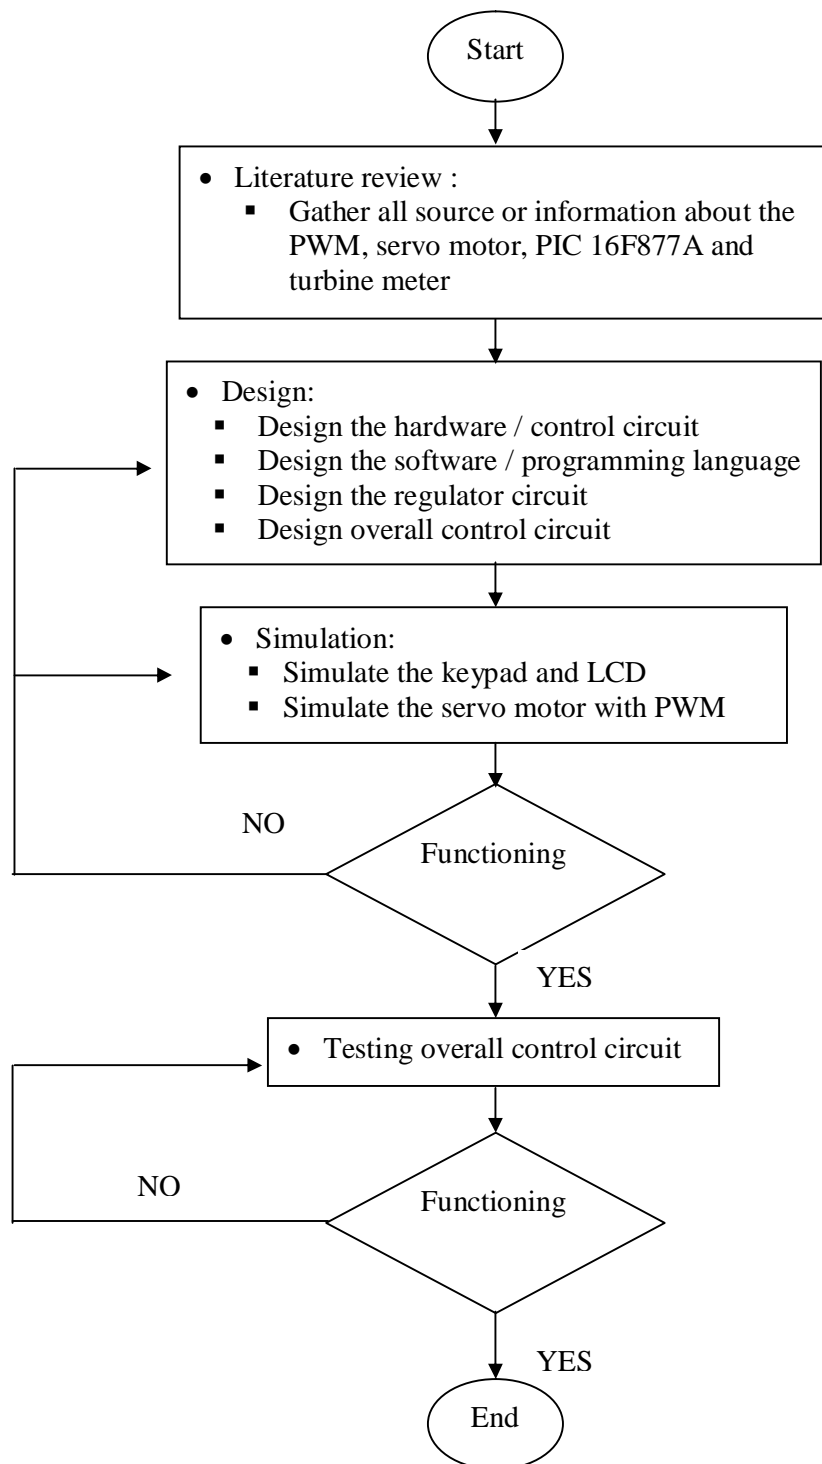 Start
• Literature review :
▪ Gather all source or information about the
PWM, servo motor, PIC 16F877A and
turbine meter
• Design:
▪ Design the hardware / control circuit
▪ Design the software / programming language
▪ Design the regulator circuit
▪ Design overall control circuit
• Simulation:
▪ Simulate the keypad and LCD
▪ Simulate the servo motor with PWM
NO
Functioning
YES
• Testing overall control circuit
NO
Functioning
YES
End